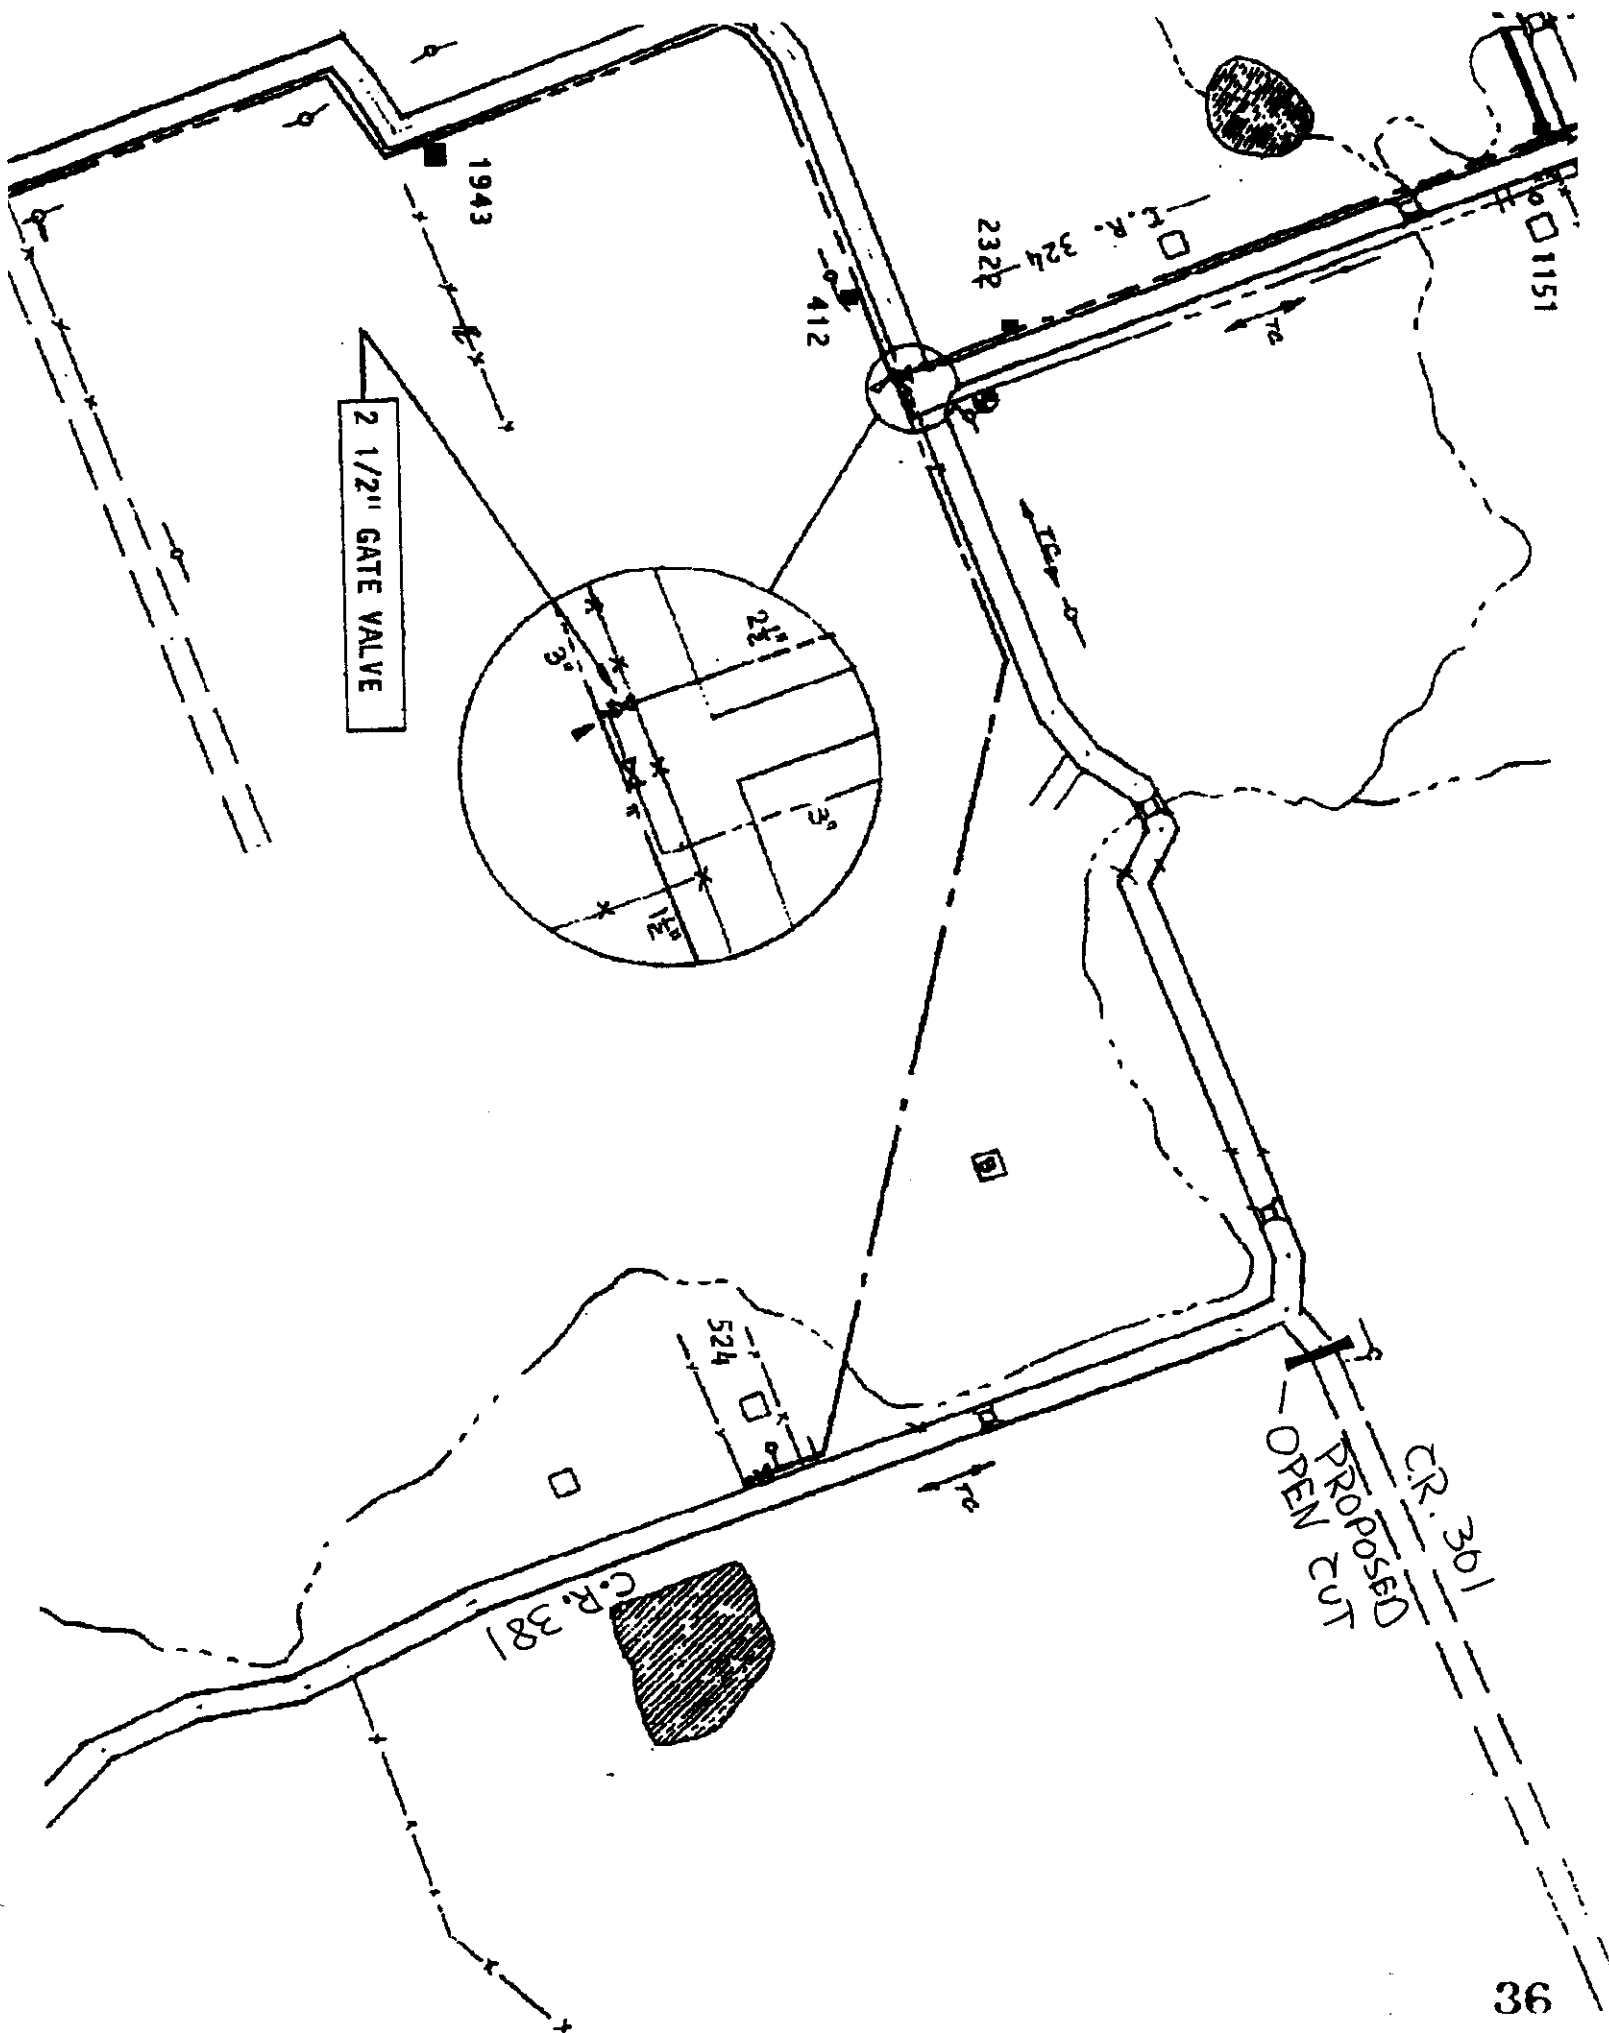 1943
2322
C.R. 324
1151
TC
412
TC
2 1/2" GATE VALVE
2½"
3"
3"
1½"
524
TC
C.R. 381
C.R. 361
PROPOSED
OPEN CUT
36